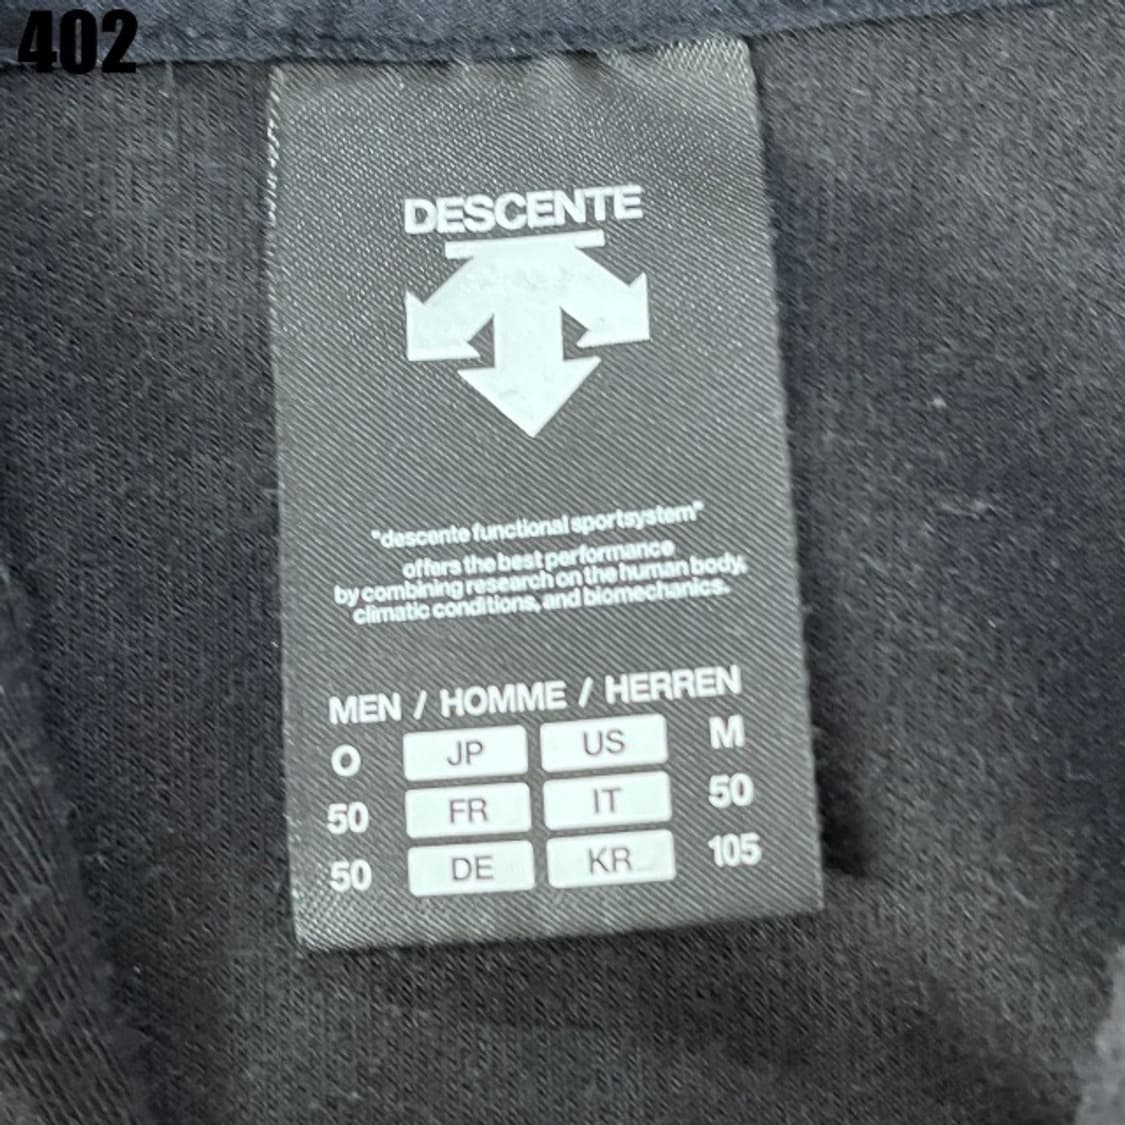 402
DESCENTE
"descente functional sportsystem"
offers the best performance
by combining research on the human body,
climatic conditions, and biomechanics.
MEN / HOMME / HERREN
O JP US M
50 FR IT 50
50 DE KR 105